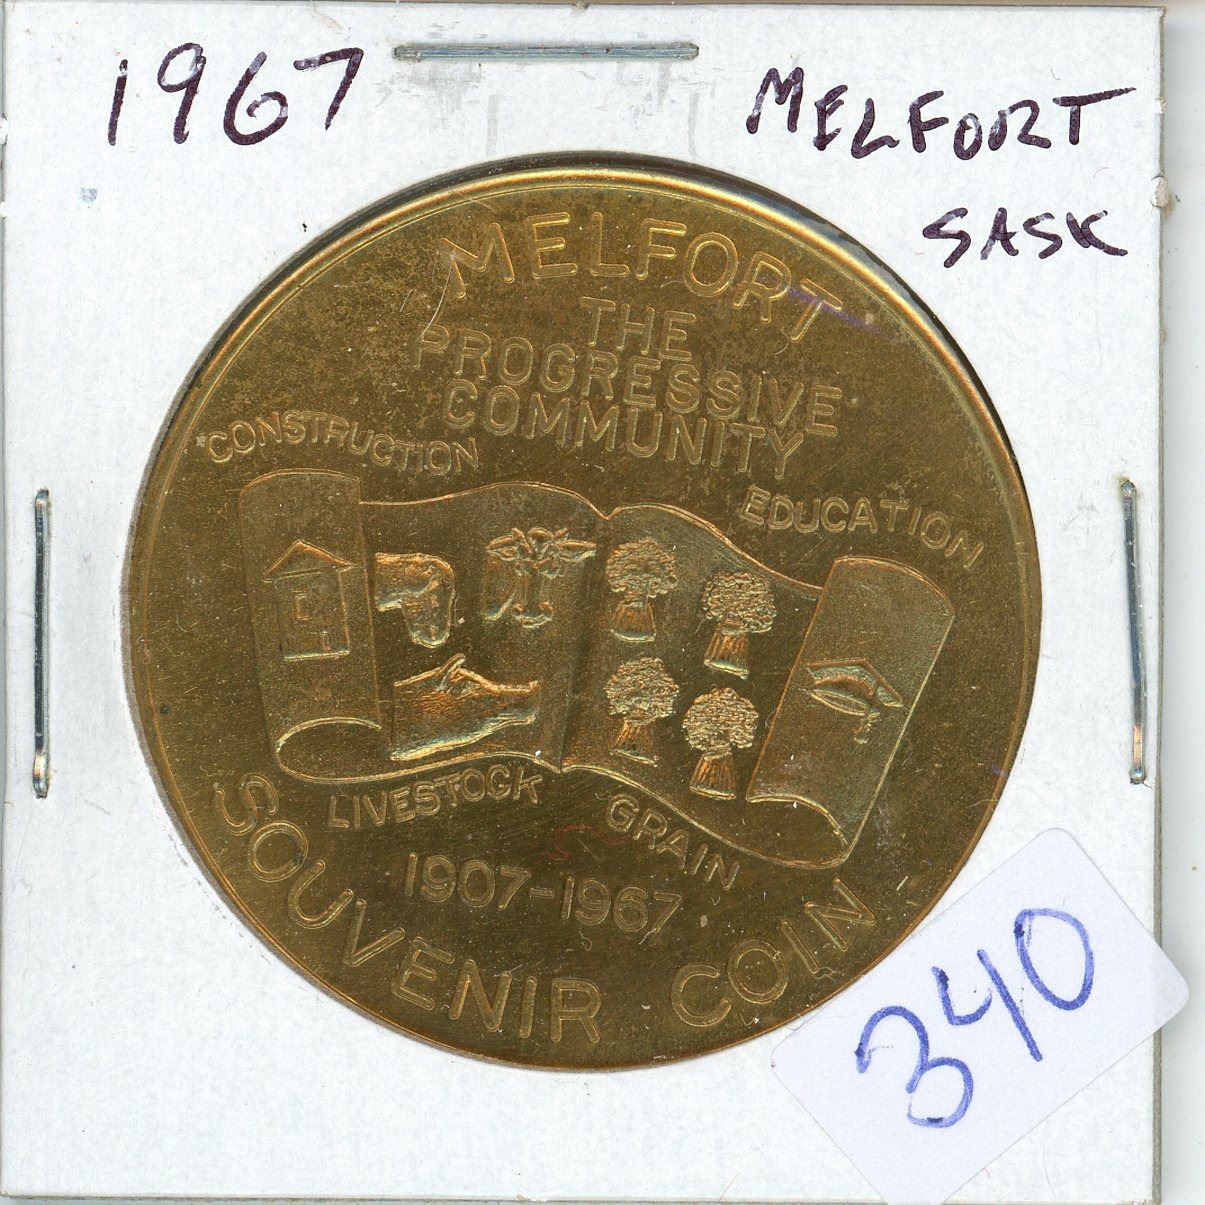 1967
MELFORT
SASK
MELFORT
THE
PROGRESSIVE
COMMUNITY
CONSTRUCTION
EDUCATION
LIVESTOCK
GRAIN
1907-1967
SOUVENIR COIN
340